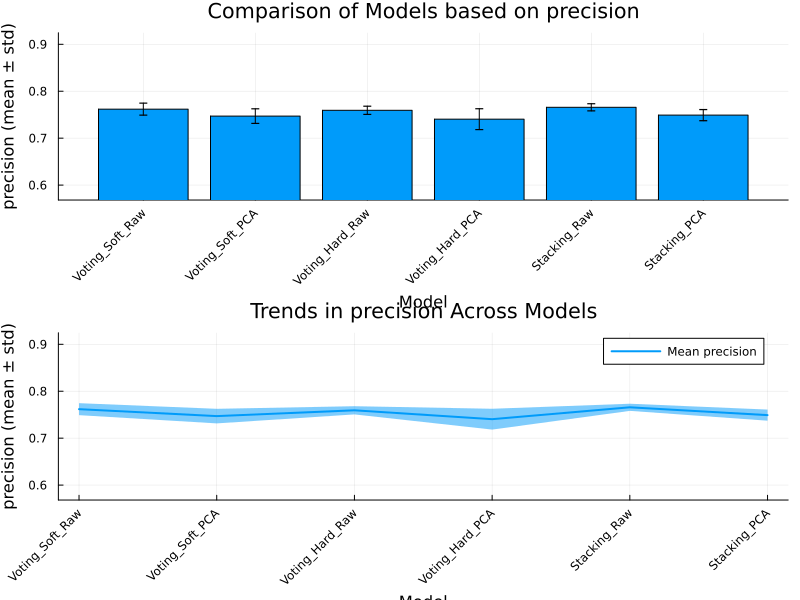 Comparison of Models based on precision
precision (mean ± std)
0.9
0.8
0.7
0.6
Voting_Soft_Raw
Voting_Soft_PCA
Voting_Hard_Raw
Voting_Hard_PCA
Stacking_Raw
Stacking_PCA
Model
Trends in precision Across Models
precision (mean ± std)
0.9
0.8
0.7
0.6
Mean precision
Voting_Soft_Raw
Voting_Soft_PCA
Voting_Hard_Raw
Voting_Hard_PCA
Stacking_Raw
Stacking_PCA
Model